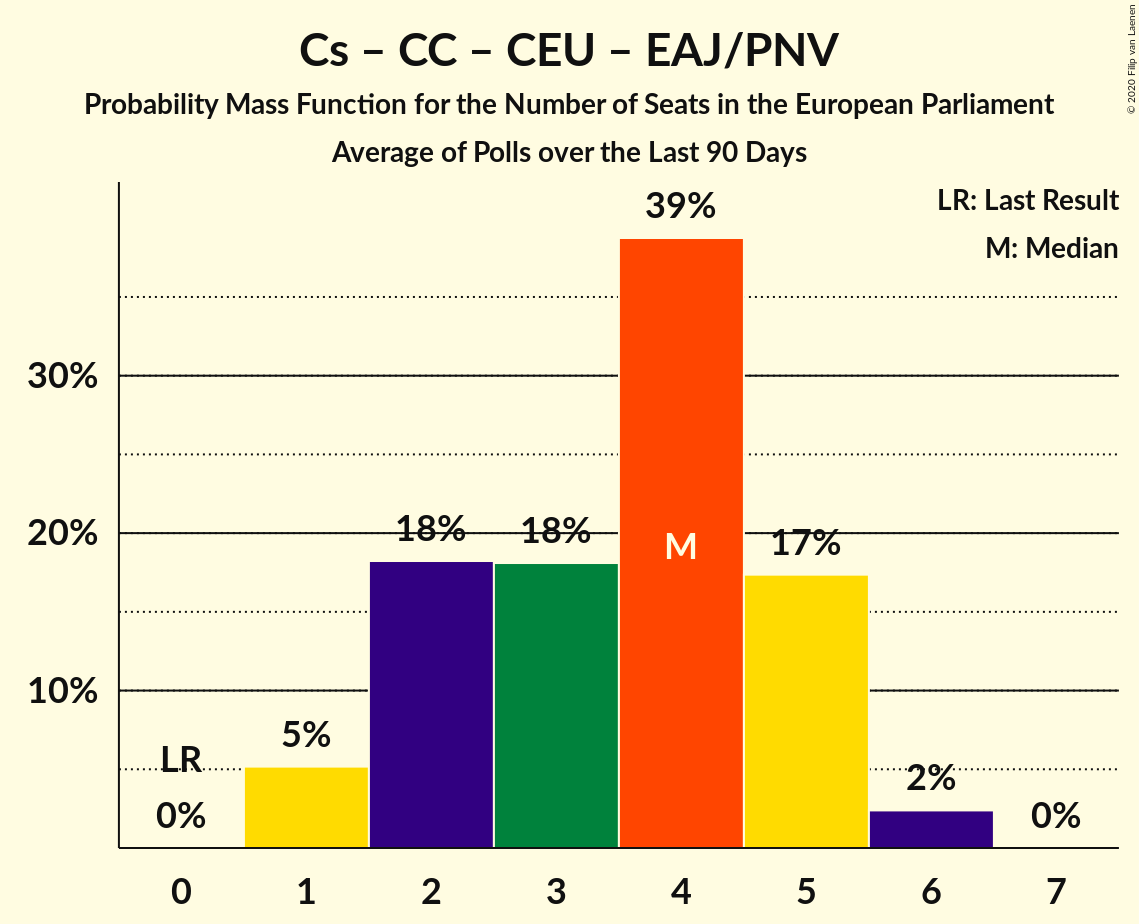 Cs – CC – CEU – EAJ/PNV
Probability Mass Function for the Number of Seats in the European Parliament
Average of Polls over the Last 90 Days
© 2020 Filip van Laenen
LR: Last Result
M: Median
39%
30%
20%
18%
18%
M
17%
10%
5%
LR
2%
0%
0%
0 1 2 3 4 5 6 7